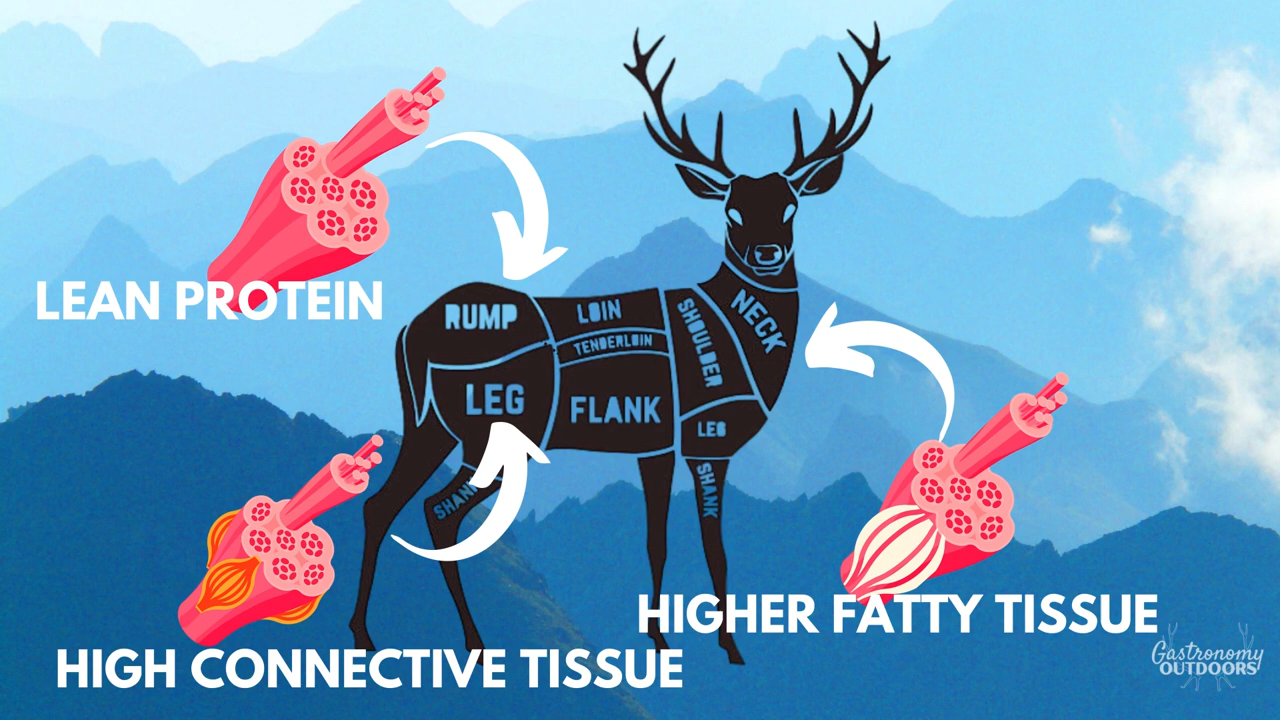 LEAN PROTEIN
RUMP
LOIN
TENDERLOIN
SHOULDER
NECK
LEG
FLANK
LEG
SHANK
SHANK
HIGHER FATTY TISSUE
HIGH CONNECTIVE TISSUE
Gastronomy
OUTDOORS